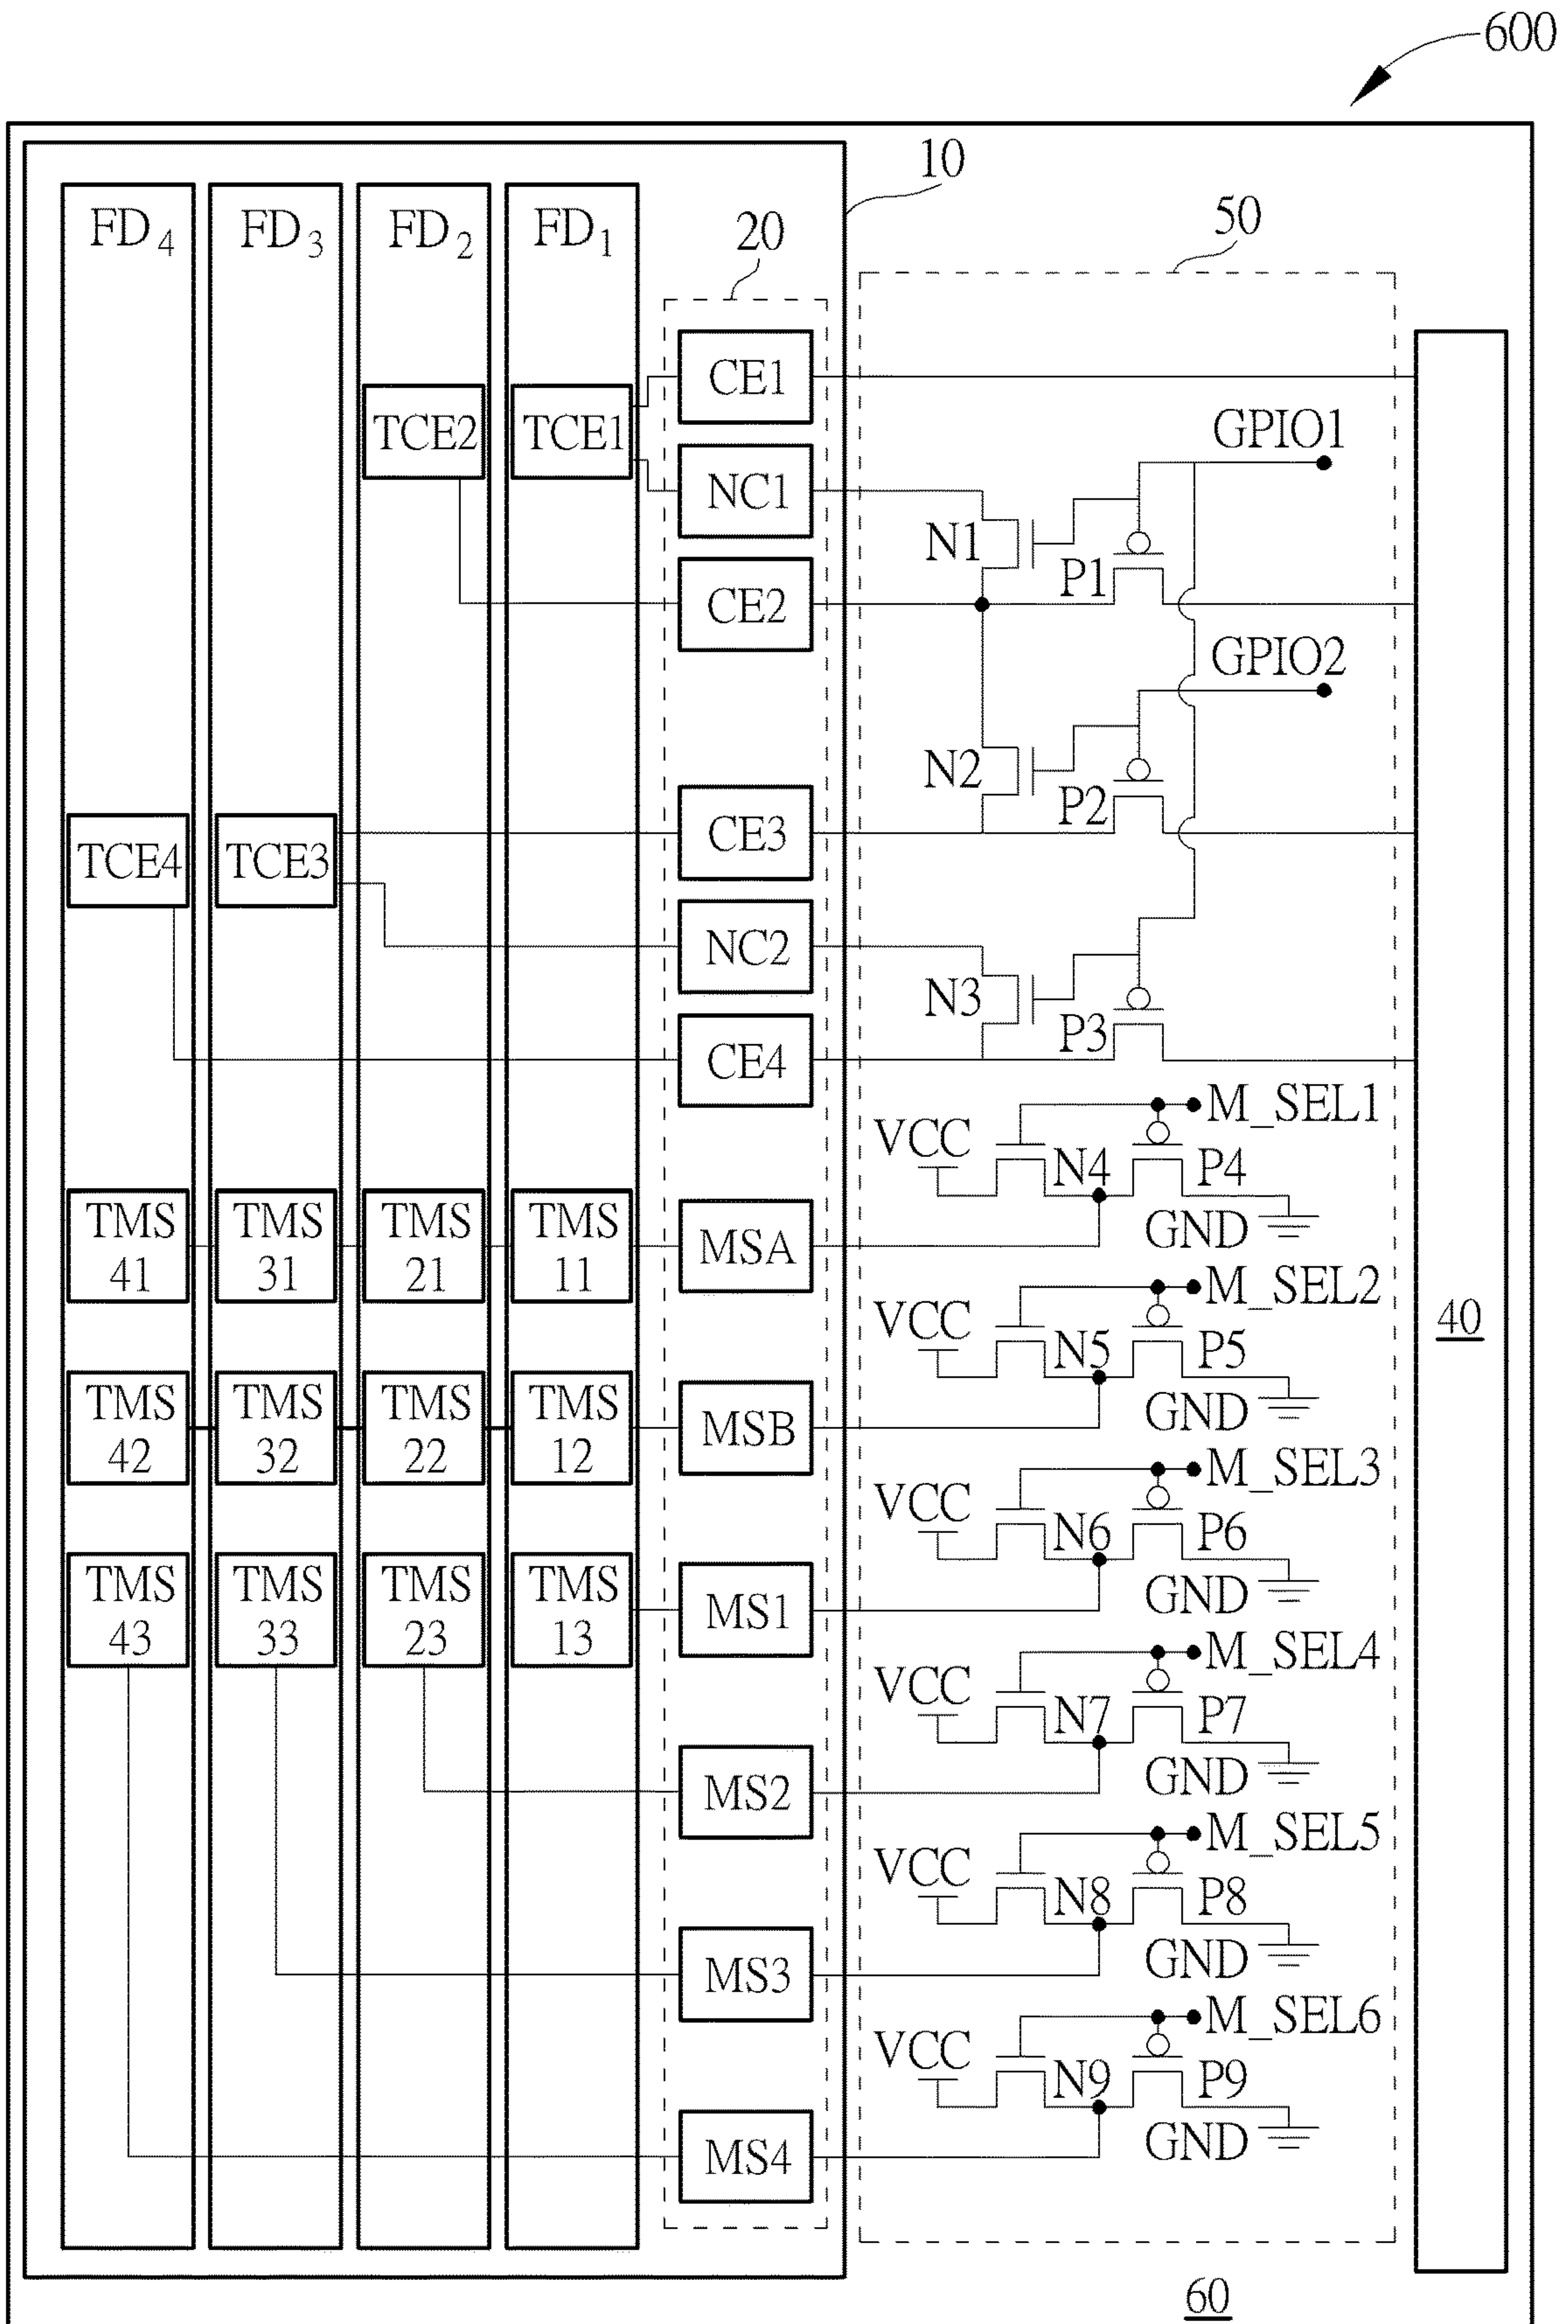 600
10
FD4 FD3 FD2 FD1
20
50
CE1
TCE2 TCE1
GPIO1
NC1
N1
P1
CE2
GPIO2
N2
P2
CE3
TCE4 TCE3
NC2
N3
P3
CE4
M_SEL1
VCC
N4 P4
GND
TMS 41 TMS 31 TMS 21 TMS 11 MSA
M_SEL2
VCC
N5 P5
GND
40
TMS 42 TMS 32 TMS 22 TMS 12 MSB
M_SEL3
VCC
N6 P6
GND
TMS 43 TMS 33 TMS 23 TMS 13 MS1
M_SEL4
VCC
N7 P7
GND
MS2
M_SEL5
VCC
N8 P8
GND
MS3
M_SEL6
VCC
N9 P9
GND
MS4
60